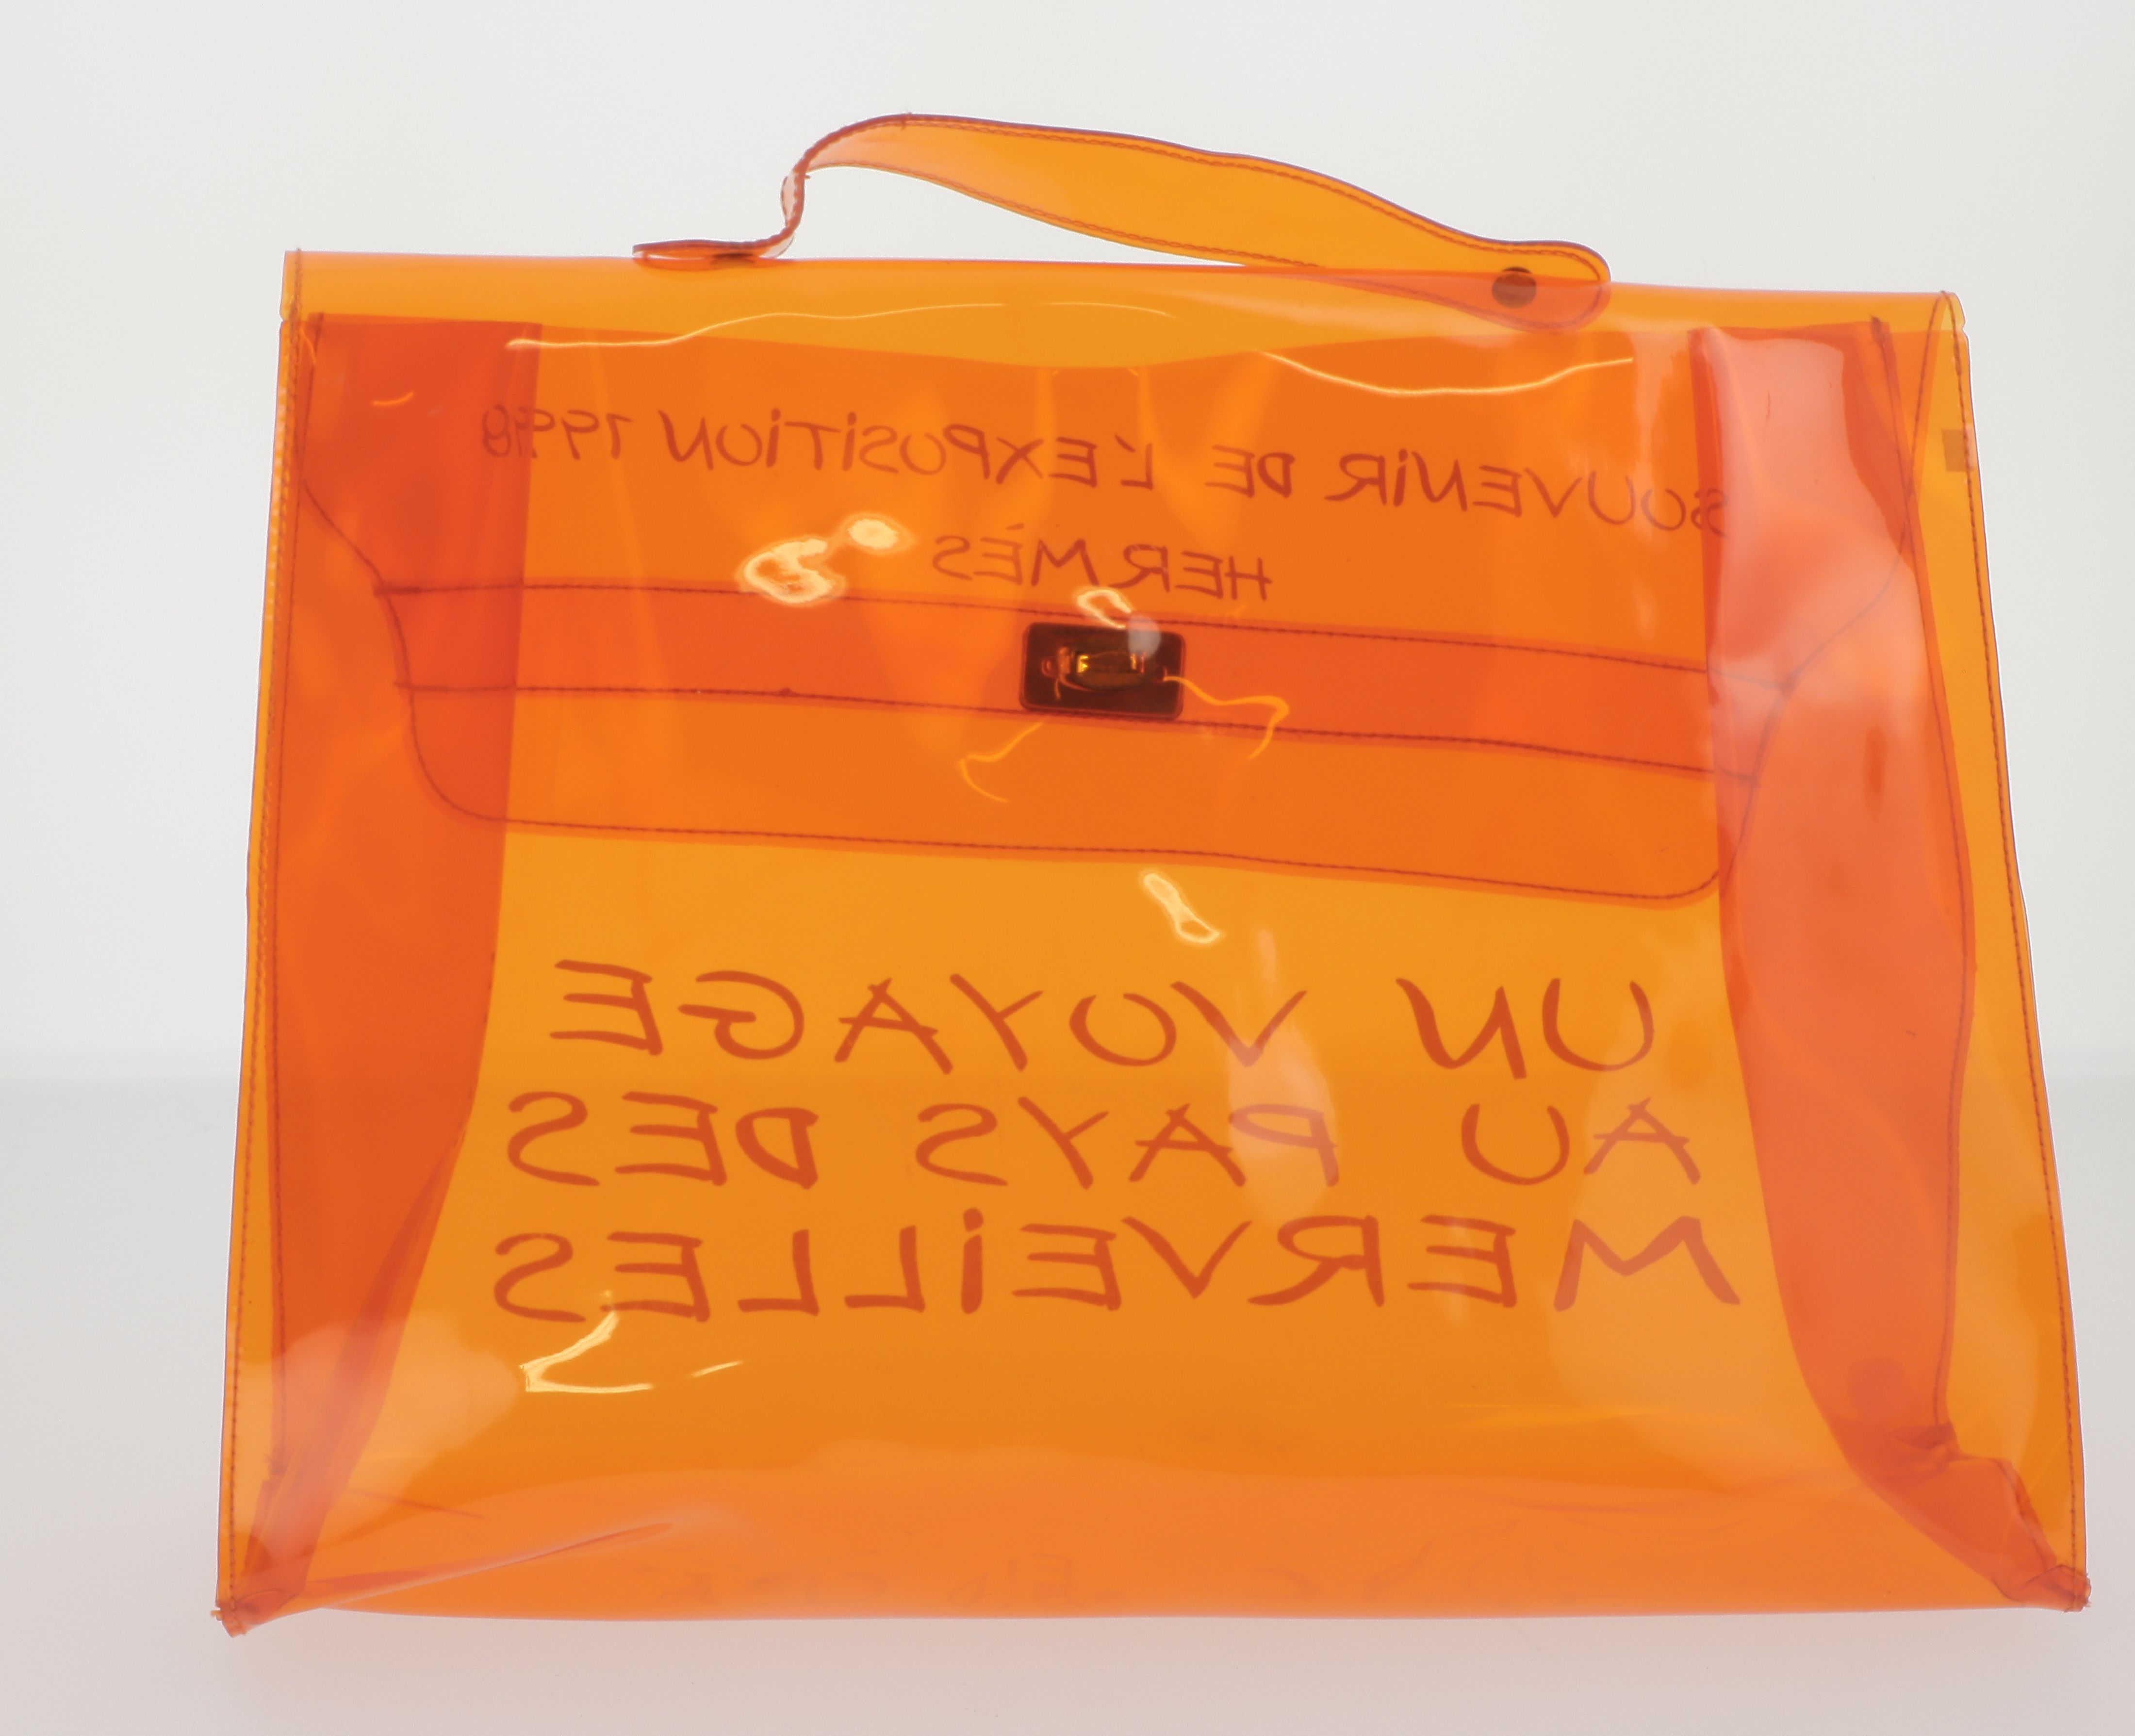 SOUVENiR DE L'EXPOSiTiON 1998
HERMÈS
UN VOYAGE
AU PAYS DES
MERVEiLLES